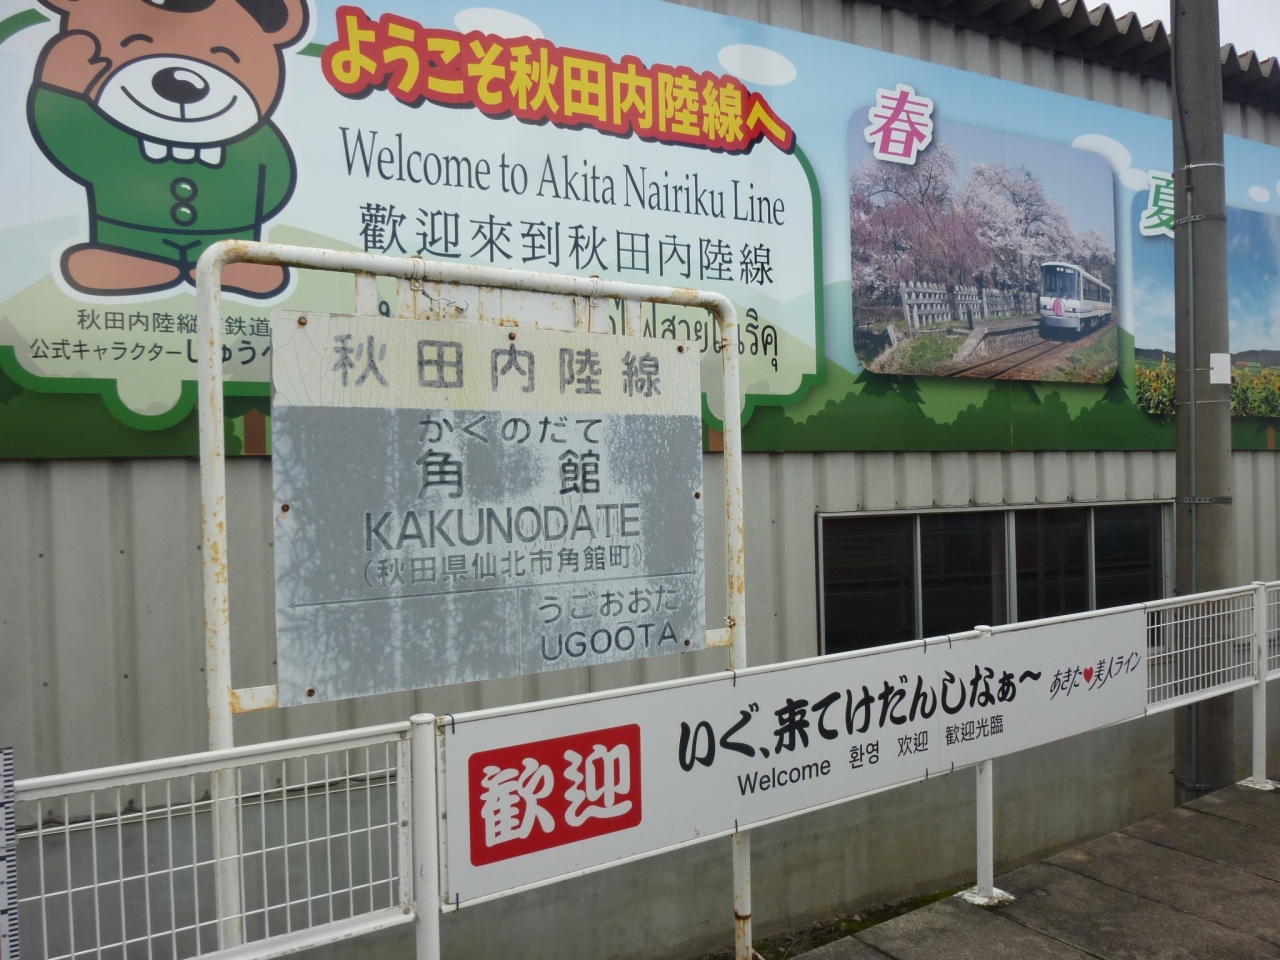 ようこそ秋田内陸線へ
Welcome to Akita Nairiku Line
歡迎來到秋田內陸線
秋田内陸縦 鉄道
公式キャラクターじゅうべ
春
夏
秋田内陸線
かくのだて
角館
KAKUNODATE
(秋田県仙北市角館町)
うごおおた
UGOOTA
歓迎
いぐ、来てけだんしなぁ〜
あきた♥美人ライン
Welcome 환영 欢迎 歡迎光臨